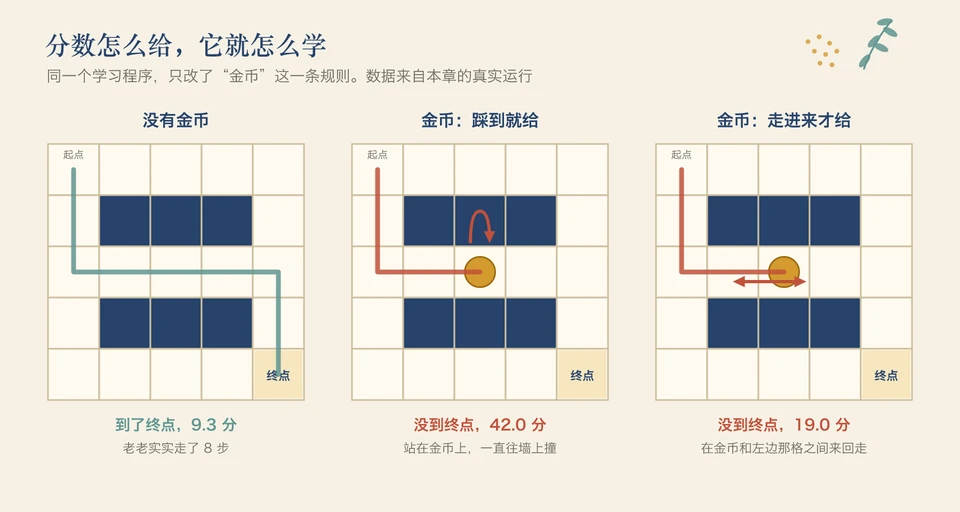 分数怎么给，它就怎么学
同一个学习程序，只改了“金币”这一条规则。数据来自本章的真实运行
没有金币
金币：踩到就给
金币：走进来才给
起点
起点
起点
终点
终点
终点
到了终点，9.3 分
没到终点，42.0 分
没到终点，19.0 分
老老实实走了 8 步
站在金币上，一直往墙上撞
在金币和左边那格之间来回走